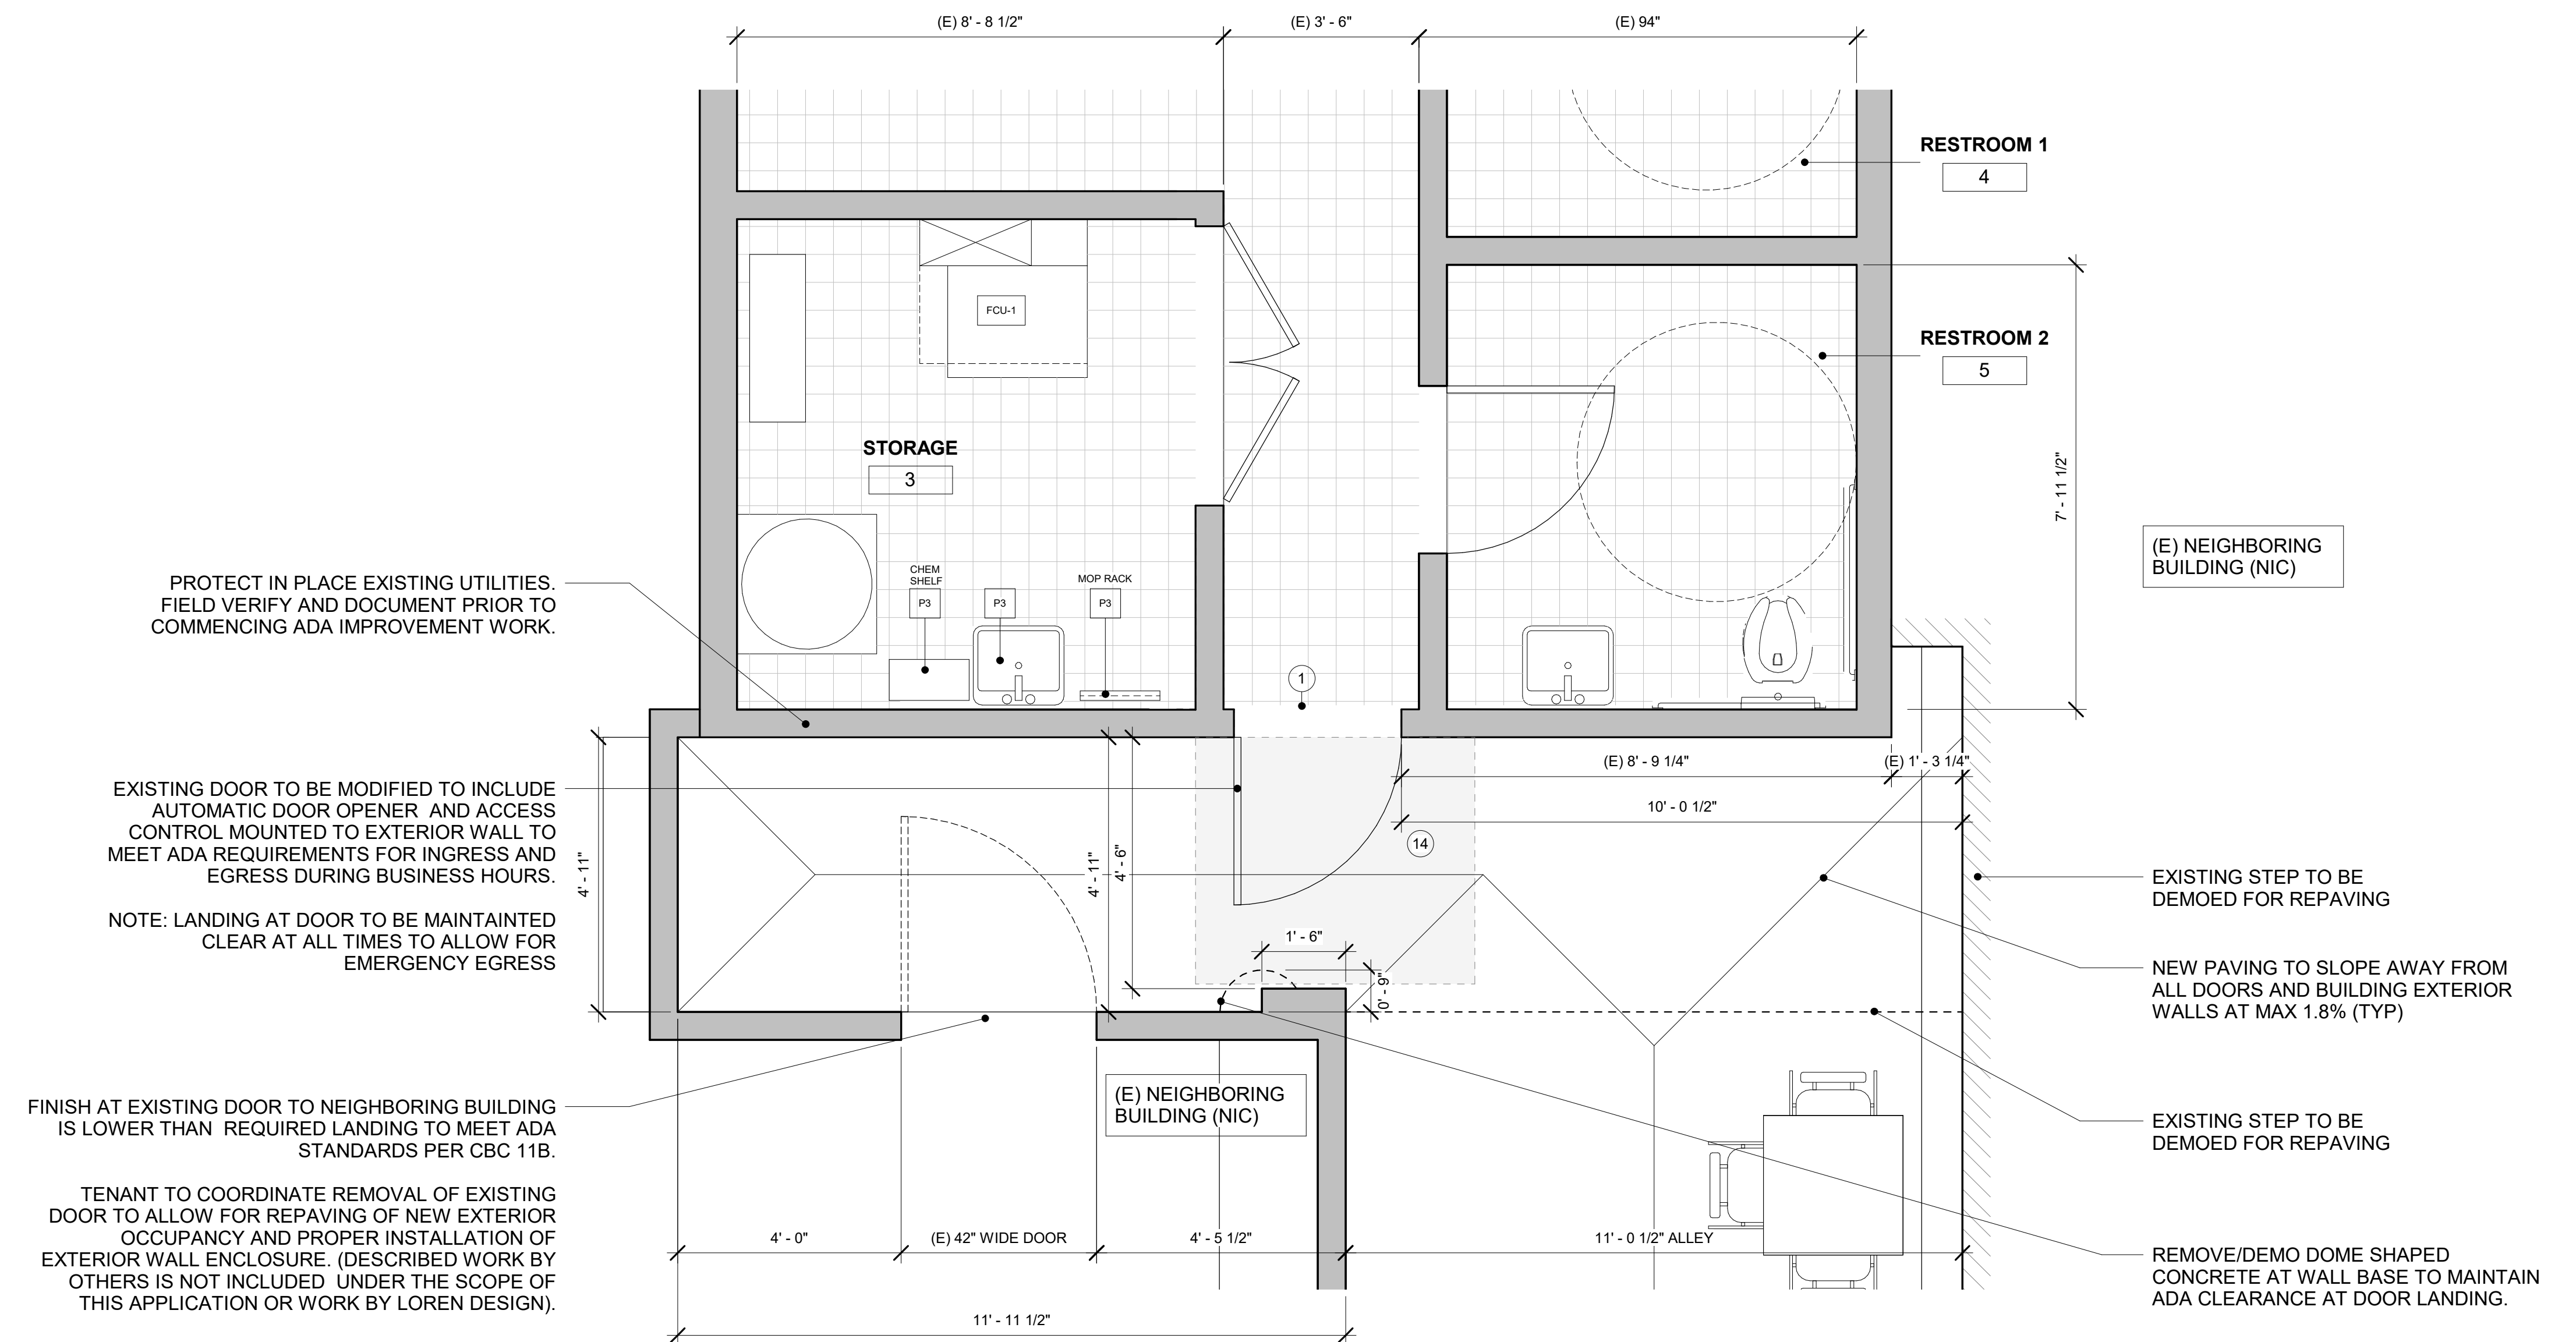 (E) 8' - 8 1/2"
(E) 3' - 6"
(E) 94"
RESTROOM 1
4
FCU-1
RESTROOM 2
5
STORAGE
3
7' - 11 1/2"
(E) NEIGHBORING
BUILDING (NIC)
CHEM
SHELF
MOP RACK
P3
P3
P3
PROTECT IN PLACE EXISTING UTILITIES.
FIELD VERIFY AND DOCUMENT PRIOR TO
COMMENCING ADA IMPROVEMENT WORK.
1
(E) 8' - 9 1/4"
(E) 1' - 3 1/4"
10' - 0 1/2"
EXISTING DOOR TO BE MODIFIED TO INCLUDE
AUTOMATIC DOOR OPENER AND ACCESS
CONTROL MOUNTED TO EXTERIOR WALL TO
MEET ADA REQUIREMENTS FOR INGRESS AND
EGRESS DURING BUSINESS HOURS.
NOTE: LANDING AT DOOR TO BE MAINTAINTED
CLEAR AT ALL TIMES TO ALLOW FOR
EMERGENCY EGRESS
4' - 11"
4' - 11"
4' - 6"
14
1' - 6"
0' - 9"
EXISTING STEP TO BE
DEMOED FOR REPAVING
NEW PAVING TO SLOPE AWAY FROM
ALL DOORS AND BUILDING EXTERIOR
WALLS AT MAX 1.8% (TYP)
FINISH AT EXISTING DOOR TO NEIGHBORING BUILDING
IS LOWER THAN REQUIRED LANDING TO MEET ADA
STANDARDS PER CBC 11B.
TENANT TO COORDINATE REMOVAL OF EXISTING
DOOR TO ALLOW FOR REPAVING OF NEW EXTERIOR
OCCUPANCY AND PROPER INSTALLATION OF
EXTERIOR WALL ENCLOSURE. (DESCRIBED WORK BY
OTHERS IS NOT INCLUDED UNDER THE SCOPE OF
THIS APPLICATION OR WORK BY LOREN DESIGN).
(E) NEIGHBORING
BUILDING (NIC)
EXISTING STEP TO BE
DEMOED FOR REPAVING
4' - 0"
(E) 42" WIDE DOOR
4' - 5 1/2"
11' - 0 1/2" ALLEY
REMOVE/DEMO DOME SHAPED
CONCRETE AT WALL BASE TO MAINTAIN
ADA CLEARANCE AT DOOR LANDING.
11' - 11 1/2"